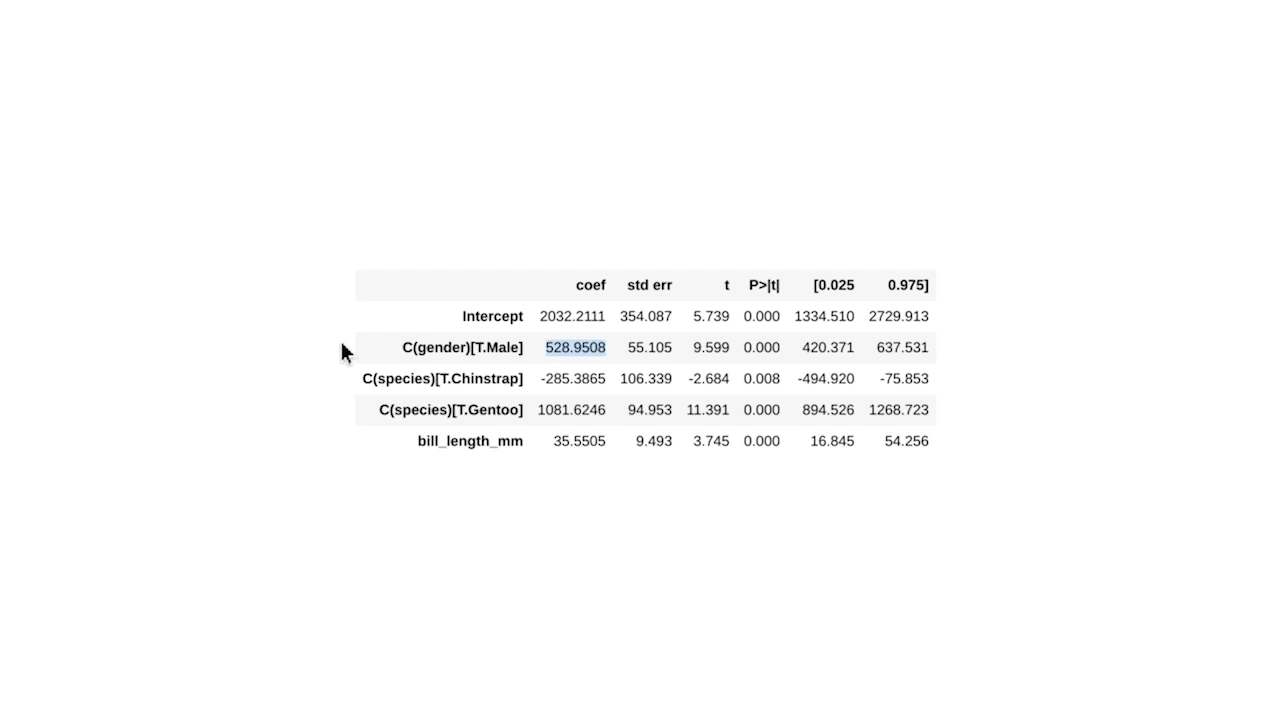 coef std err t P>|t| [0.025 0.975]
Intercept 2032.2111 354.087 5.739 0.000 1334.510 2729.913
C(gender)[T.Male] 528.9508 55.105 9.599 0.000 420.371 637.531
C(species)[T.Chinstrap] -285.3865 106.339 -2.684 0.008 -494.920 -75.853
C(species)[T.Gentoo] 1081.6246 94.953 11.391 0.000 894.526 1268.723
bill_length_mm 35.5505 9.493 3.745 0.000 16.845 54.256